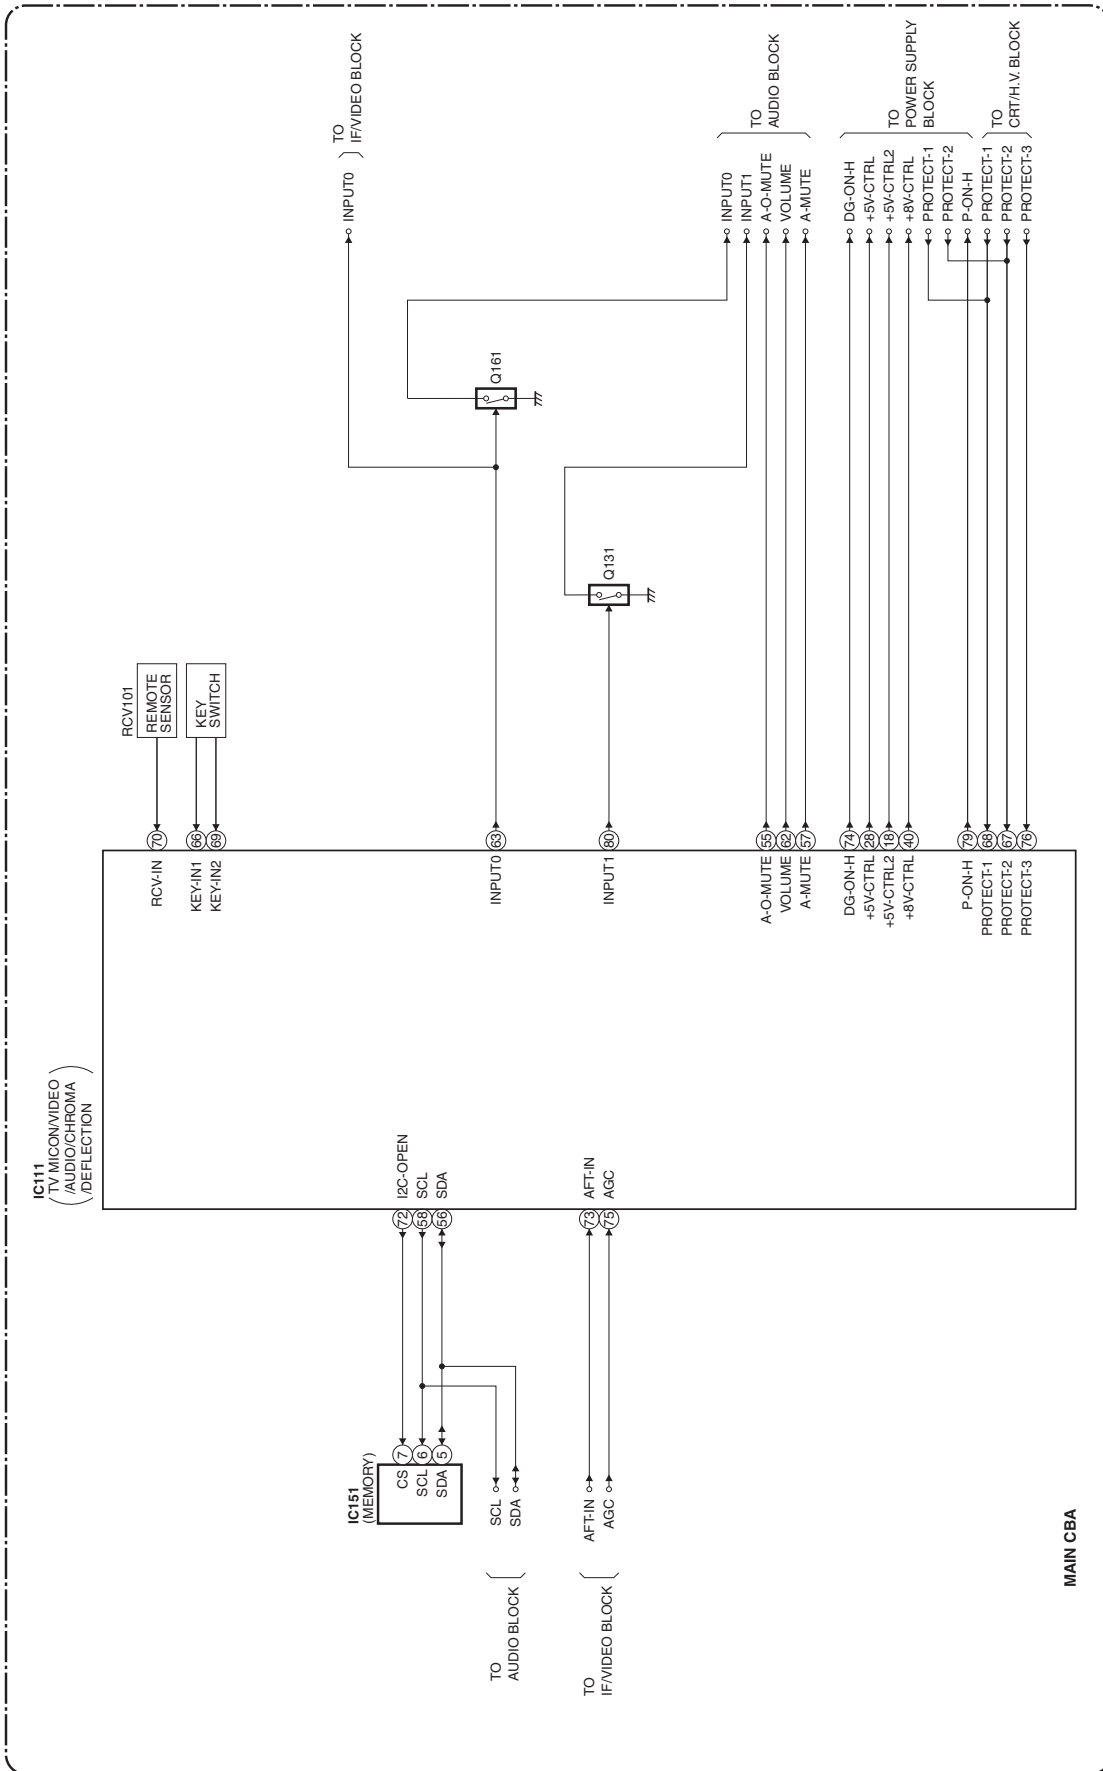 MAIN CBA
IC111
TV MICON/VIDEO
/AUDIO/CHROMA
/DEFLECTION
IC151
(MEMORY)
CS 7
SCL 6
SDA 5
72 I2C-OPEN
58 SCL
56 SDA
SCL
SDA
TO
AUDIO BLOCK
AFT-IN
AGC
73 AFT-IN
75 AGC
TO
IF/VIDEO BLOCK
RCV101
REMOTE
SENSOR
RCV-IN 70
KEY
SWITCH
KEY-IN1 66
KEY-IN2 69
INPUT0 63
Q161
INPUT0
TO
IF/VIDEO BLOCK
INPUT1 80
Q131
A-O-MUTE 55
VOLUME 62
A-MUTE 57
INPUT0
INPUT1
A-O-MUTE
VOLUME
A-MUTE
TO
AUDIO BLOCK
DG-ON-H 74
+5V-CTRL 28
+5V-CTRL2 18
+8V-CTRL 40
P-ON-H 79
PROTECT-1 68
PROTECT-2 67
PROTECT-3 76
DG-ON-H
+5V-CTRL
+5V-CTRL2
+8V-CTRL
PROTECT-1
PROTECT-2
P-ON-H
TO
POWER SUPPLY
BLOCK
PROTECT-1
PROTECT-2
PROTECT-3
TO
CRT/H.V. BLOCK